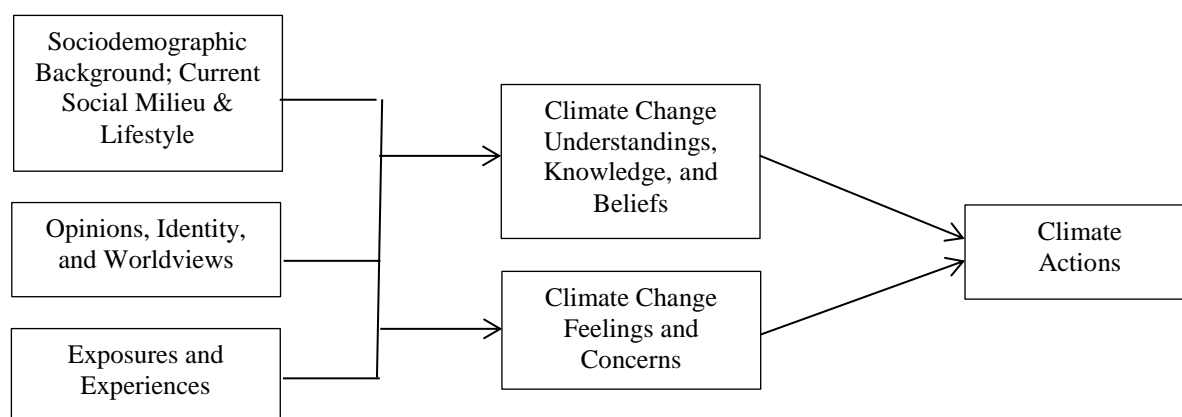 Sociodemographic
Background; Current
Social Milieu &
Lifestyle
Opinions, Identity,
and Worldviews
Exposures and
Experiences
Climate Change
Understandings,
Knowledge, and
Beliefs
Climate Change
Feelings and
Concerns
Climate
Actions